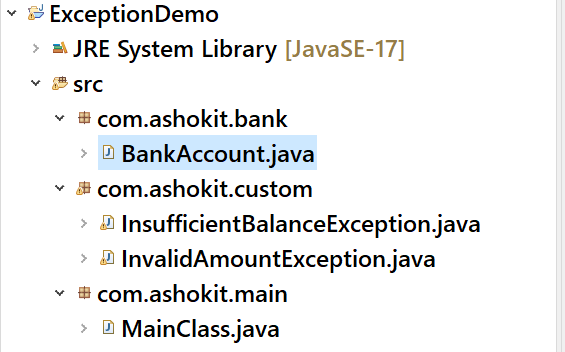 ExceptionDemo
JRE System Library [JavaSE-17]
src
com.ashokit.bank
BankAccount.java
com.ashokit.custom
InsufficientBalanceException.java
InvalidAmountException.java
com.ashokit.main
MainClass.java